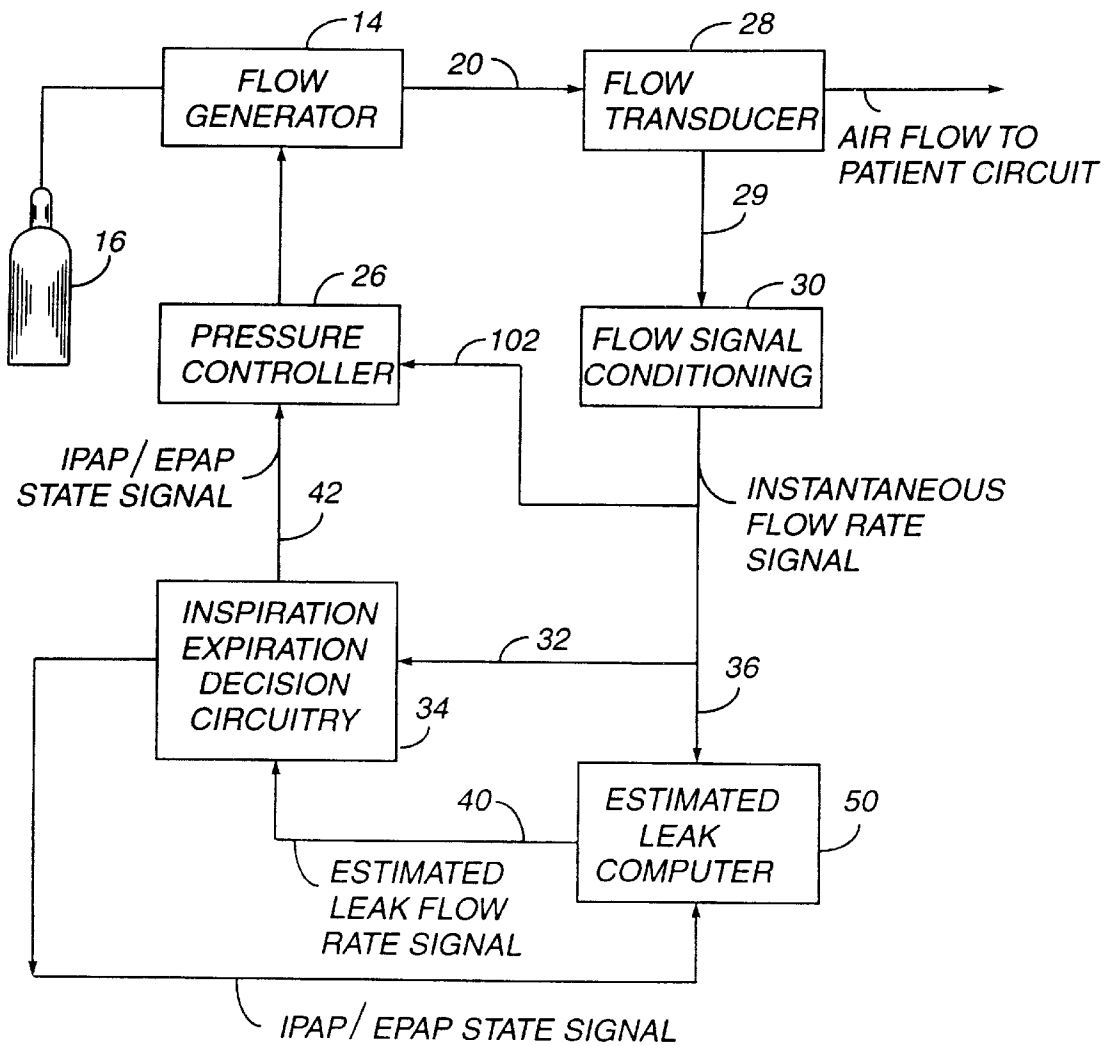 14
FLOW
GENERATOR
20
28
FLOW
TRANSDUCER
AIR FLOW TO
PATIENT CIRCUIT
16
29
26
PRESSURE
CONTROLLER
102
30
FLOW SIGNAL
CONDITIONING
IPAP/EPAP
STATE SIGNAL
42
INSTANTANEOUS
FLOW RATE
SIGNAL
INSPIRATION
EXPIRATION
DECISION
CIRCUITRY
34
32
36
40
ESTIMATED
LEAK
COMPUTER
50
ESTIMATED
LEAK FLOW
RATE SIGNAL
IPAP/EPAP STATE SIGNAL